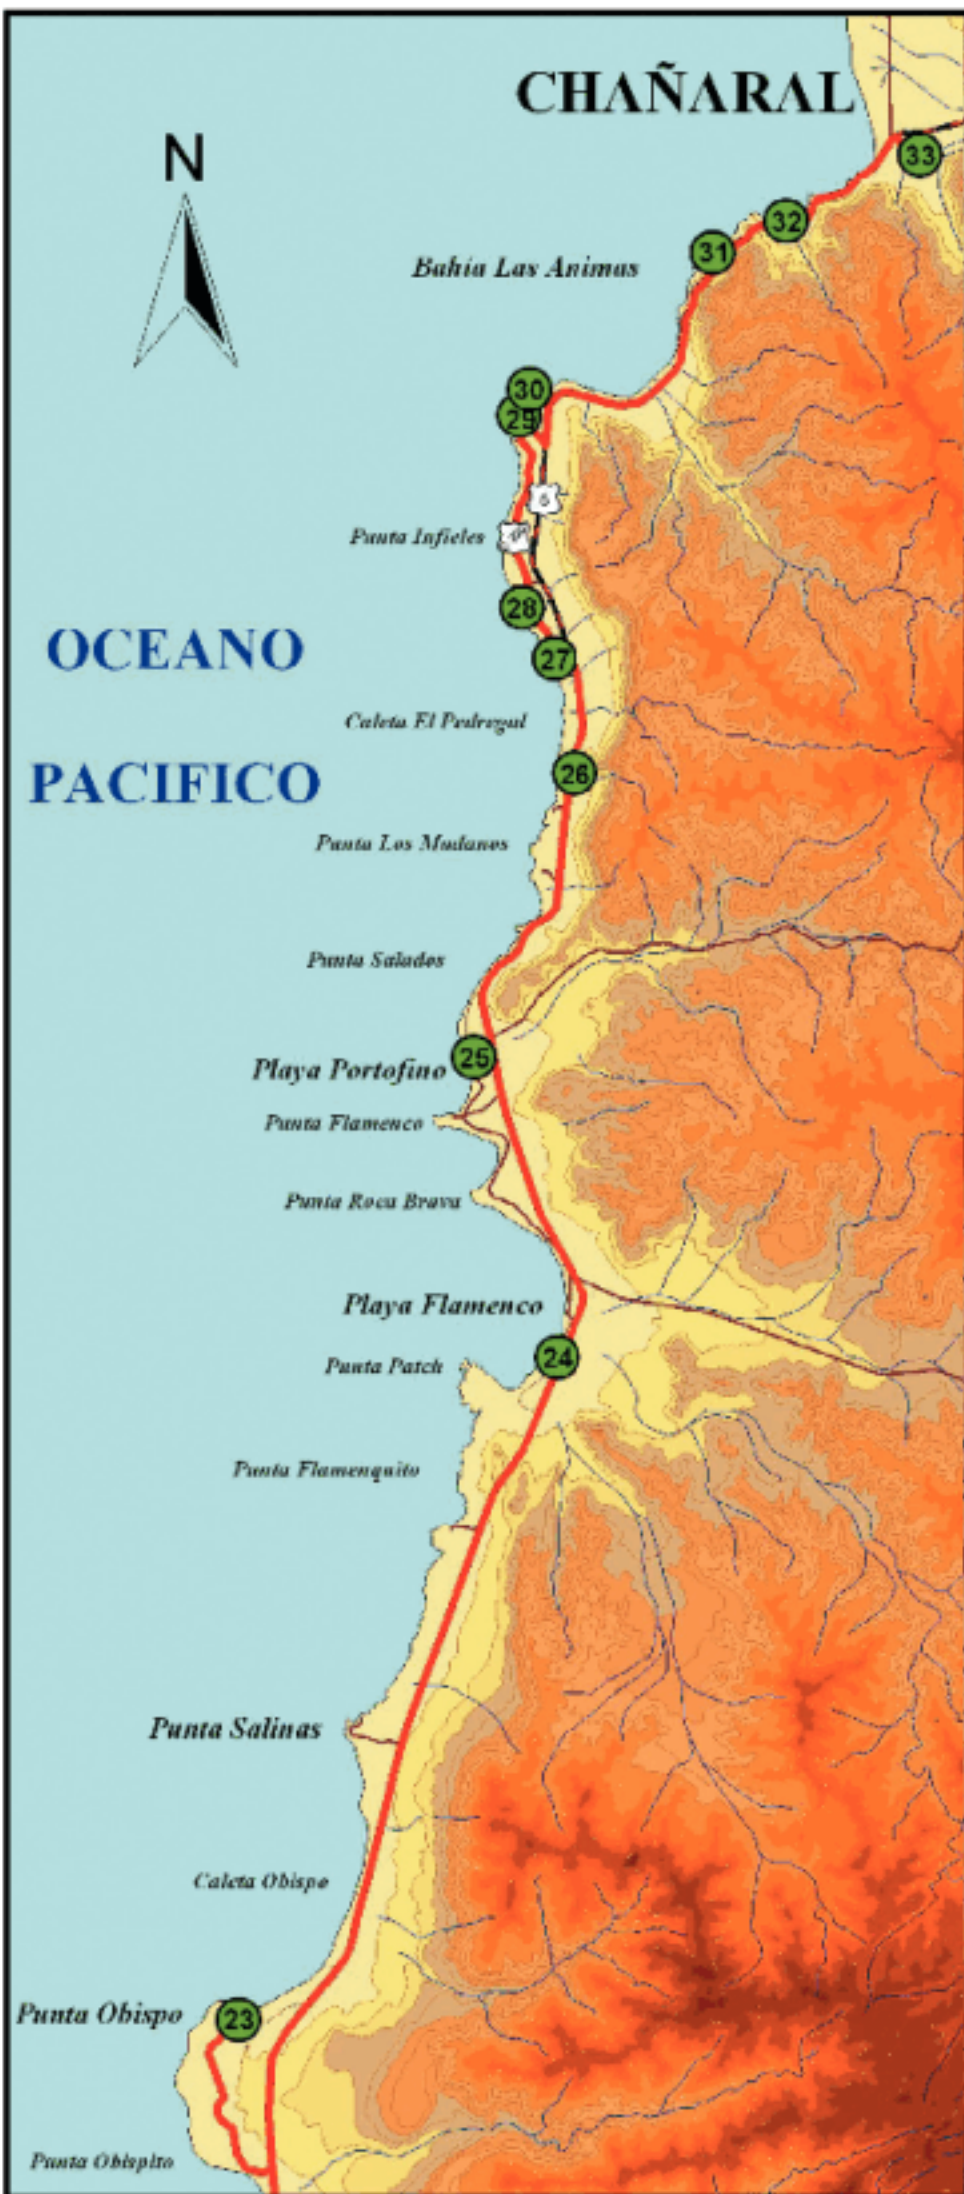 CHAÑARAL
N
33
32
31
Bahía Las Animas
30
29
Punta Infieles
28
OCEANO
27
Caleta El Pedregal
PACIFICO
26
Punta Los Medanos
Punta Salados
25
Playa Portofino
Punta Flamenco
Punta Roca Brava
Playa Flamenco
24
Punta Patch
Punta Flamenquito
Punta Salinas
Caleta Obispo
Punta Obispo
23
Punta Obispito